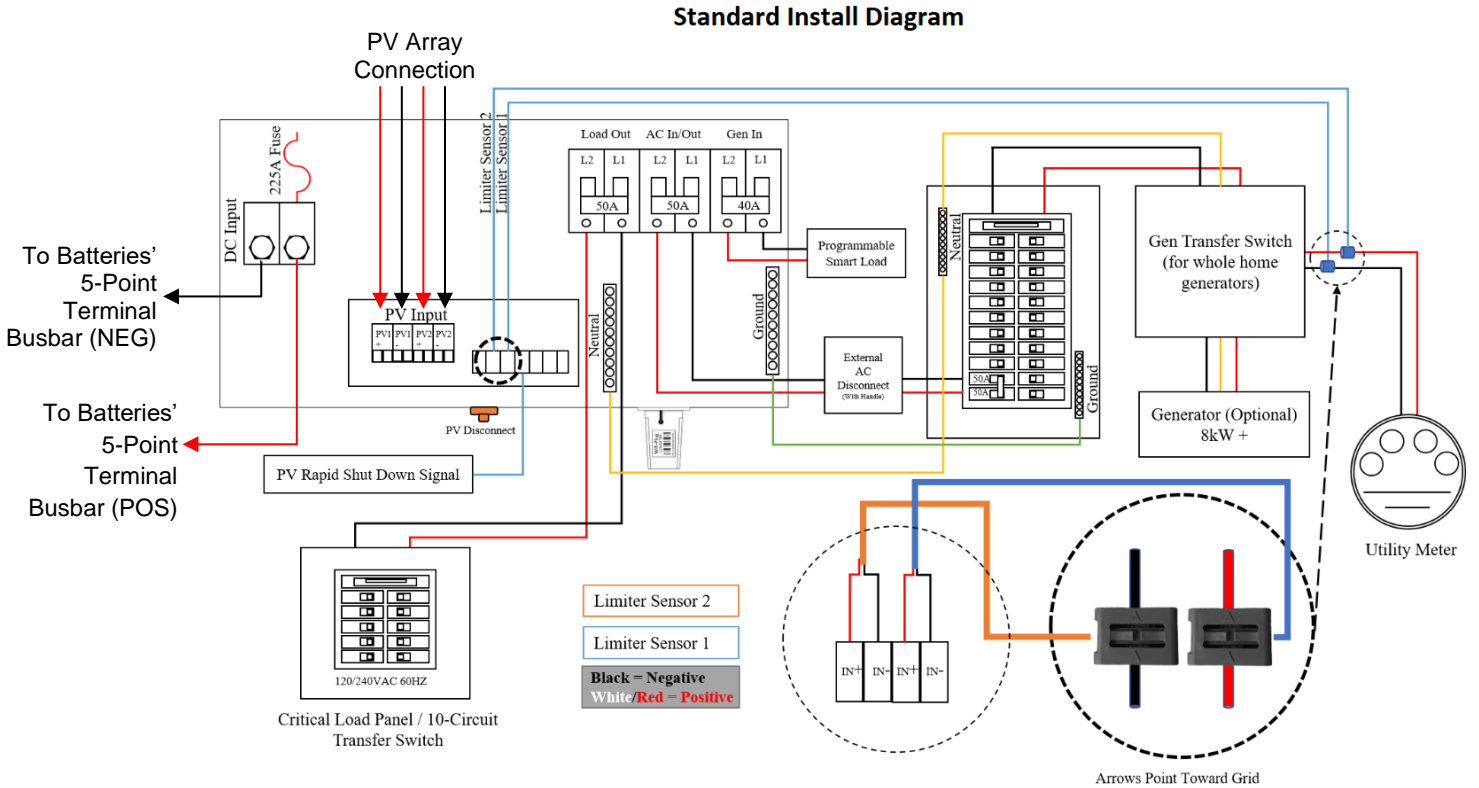 Standard Install Diagram
PV Array
Connection
Limiter Sensor 2
Limiter Sensor 1
225A Fuse
DC Input
Load Out
AC In/Out
Gen In
L2
L1
L2
L1
L2
L1
50A
50A
40A
To Batteries'
5-Point
Terminal
Busbar (NEG)
To Batteries'
5-Point
Terminal
Busbar (POS)
PV Input
PV1
+
PV1
-
PV2
+
PV2
-
PV Disconnect
PV Rapid Shut Down Signal
Neutral
Ground
Programmable
Smart Load
External
AC
Disconnect
(With Handle)
Neutral
50A
50A
Ground
Gen Transfer Switch
(for whole home
generators)
Generator (Optional)
8kW +
Utility Meter
120/240VAC 60HZ
Critical Load Panel / 10-Circuit
Transfer Switch
Limiter Sensor 2
Limiter Sensor 1
Black = Negative
White/Red = Positive
IN+
IN-
IN+
IN-
Arrows Point Toward Grid